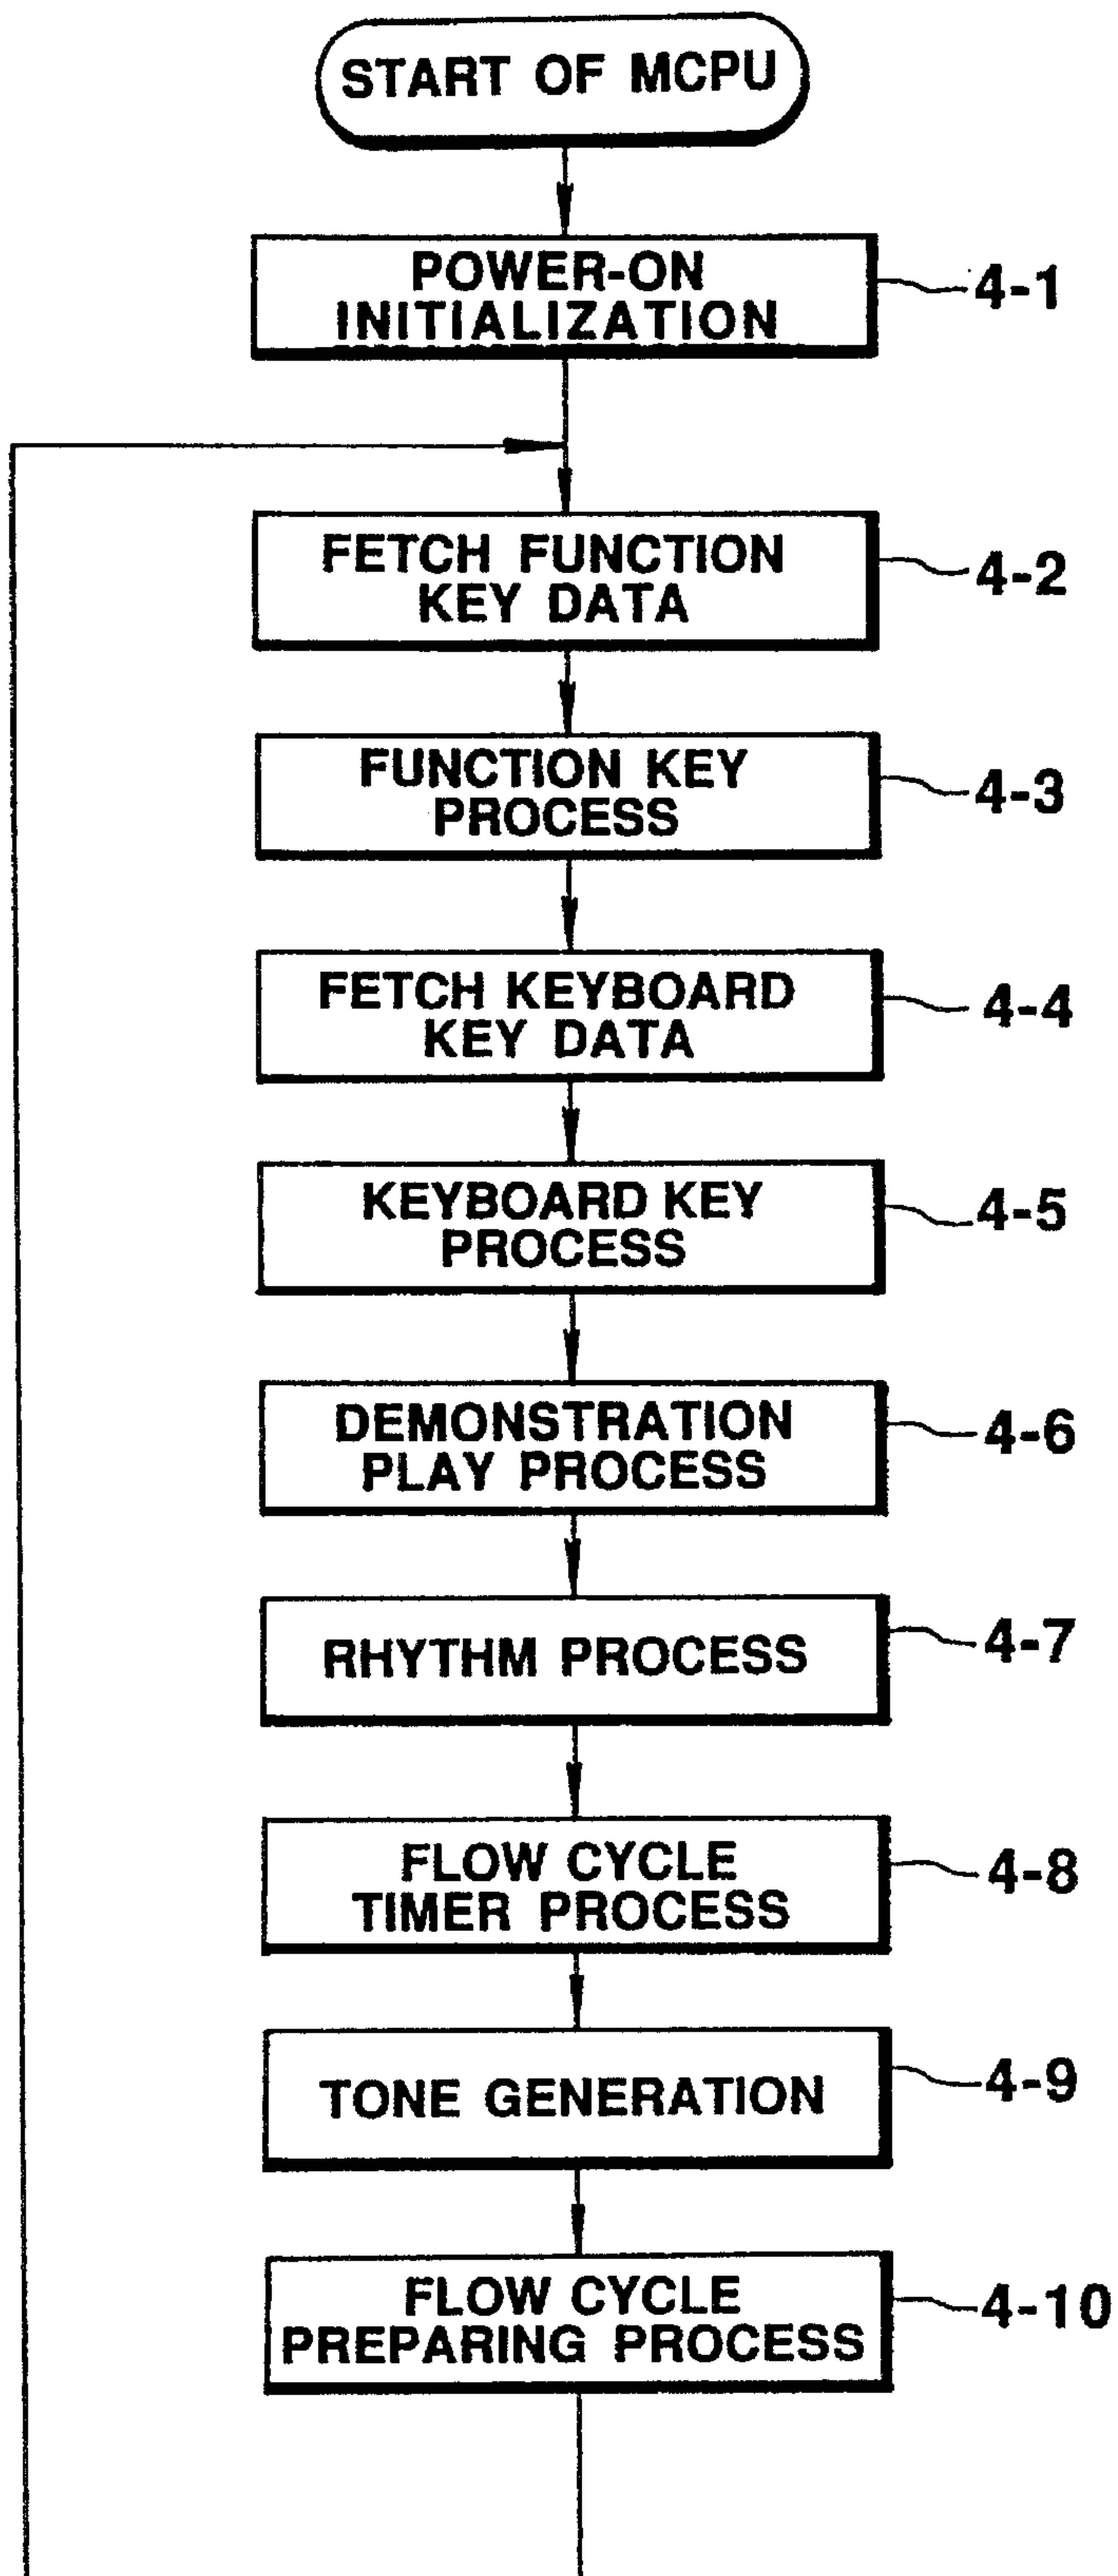 START OF MCPU
POWER-ON
INITIALIZATION
4-1
FETCH FUNCTION
KEY DATA
4-2
FUNCTION KEY
PROCESS
4-3
FETCH KEYBOARD
KEY DATA
4-4
KEYBOARD KEY
PROCESS
4-5
DEMONSTRATION
PLAY PROCESS
4-6
RHYTHM PROCESS
4-7
FLOW CYCLE
TIMER PROCESS
4-8
TONE GENERATION
4-9
FLOW CYCLE
PREPARING PROCESS
4-10